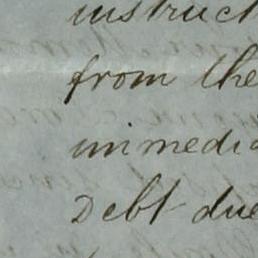 instruct
from the
immedia
Debt due